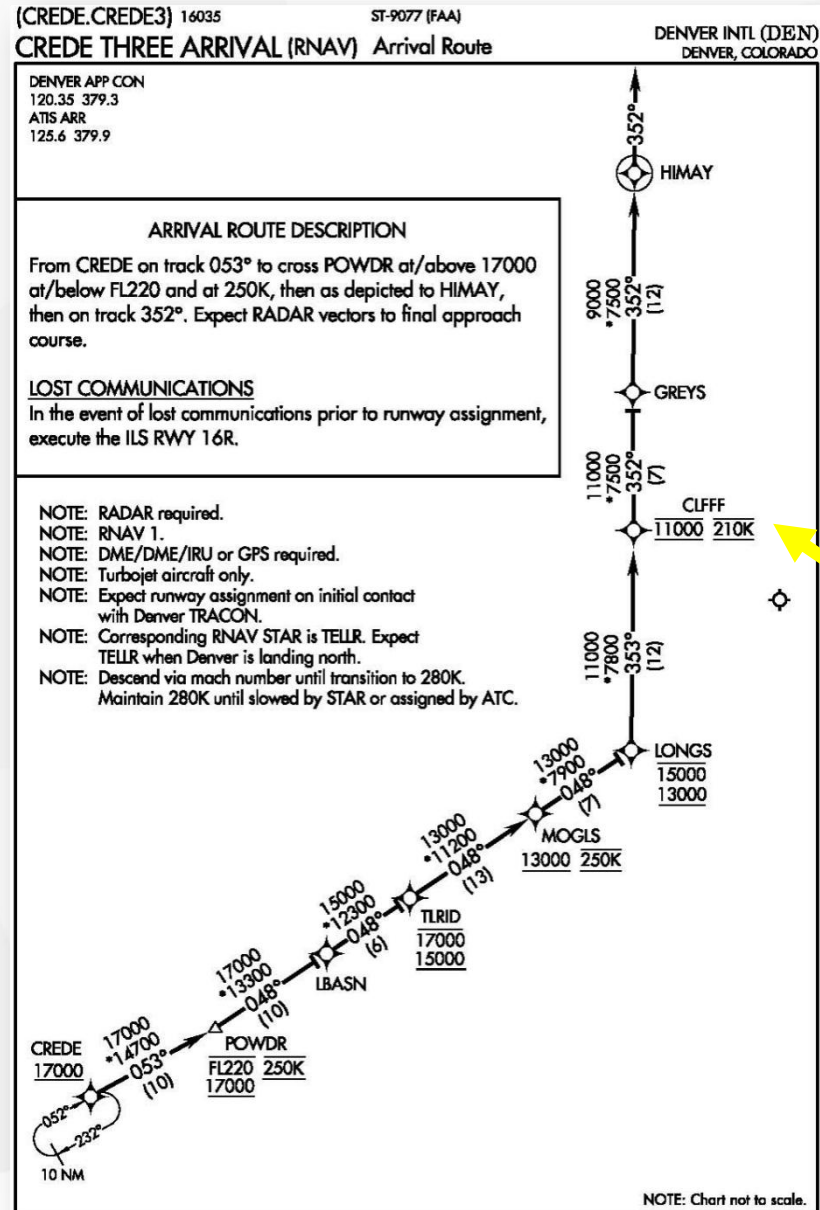 (CREDE.CREDE3) 16035 ST-9077 (FAA)
CREDE THREE ARRIVAL (RNAV) Arrival Route
DENVER INTL (DEN)
DENVER, COLORADO
DENVER APP CON
120.35 379.3
ATIS ARR
125.6 379.9
352°
HIMAY
ARRIVAL ROUTE DESCRIPTION
From CREDE on track 053° to cross POWDR at/above 17000
at/below FL220 and at 250K, then as depicted to HIMAY,
then on track 352°. Expect RADAR vectors to final approach
course.
LOST COMMUNICATIONS
In the event of lost communications prior to runway assignment,
execute the ILS RWY 16R.
9000
*7500
352°
(12)
GREYS
11000
*7500
352°
(7)
CLFFF
11000 210K
NOTE: RADAR required.
NOTE: RNAV 1.
NOTE: DME/DME/IRU or GPS required.
NOTE: Turbojet aircraft only.
NOTE: Expect runway assignment on initial contact
with Denver TRACON.
NOTE: Corresponding RNAV STAR is TELLR. Expect
TELLR when Denver is landing north.
NOTE: Descend via mach number until transition to 280K.
Maintain 280K until slowed by STAR or assigned by ATC.
11000
*7800
353°
(12)
LONGS
15000
13000
13000
*7900
048°
(7)
MOGLS
13000 250K
13000
*11200
048°
(13)
TLRID
17000
15000
15000
*12300
048°
(6)
LBASN
17000
*13300
048°
(10)
POWDR
FL220 250K
17000
17000
*14700
053°
(10)
CREDE
17000
052°
232°
10 NM
NOTE: Chart not to scale.